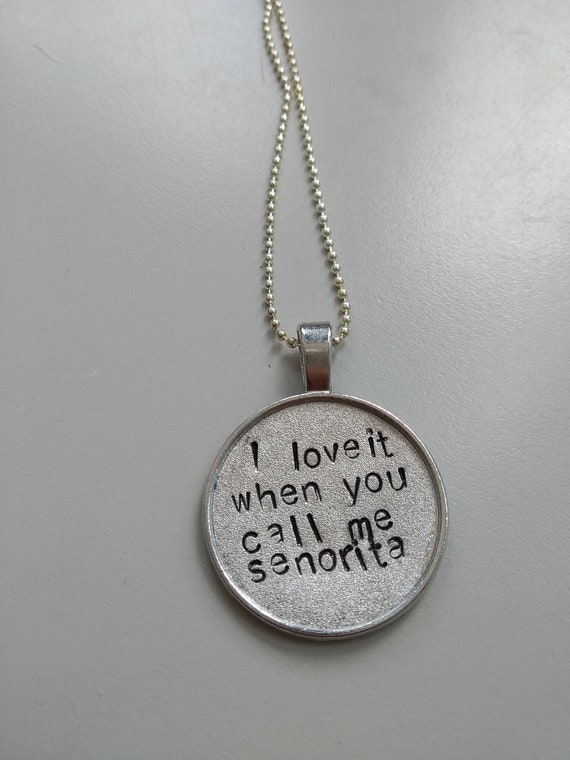 I love it
when you
call me
senorita